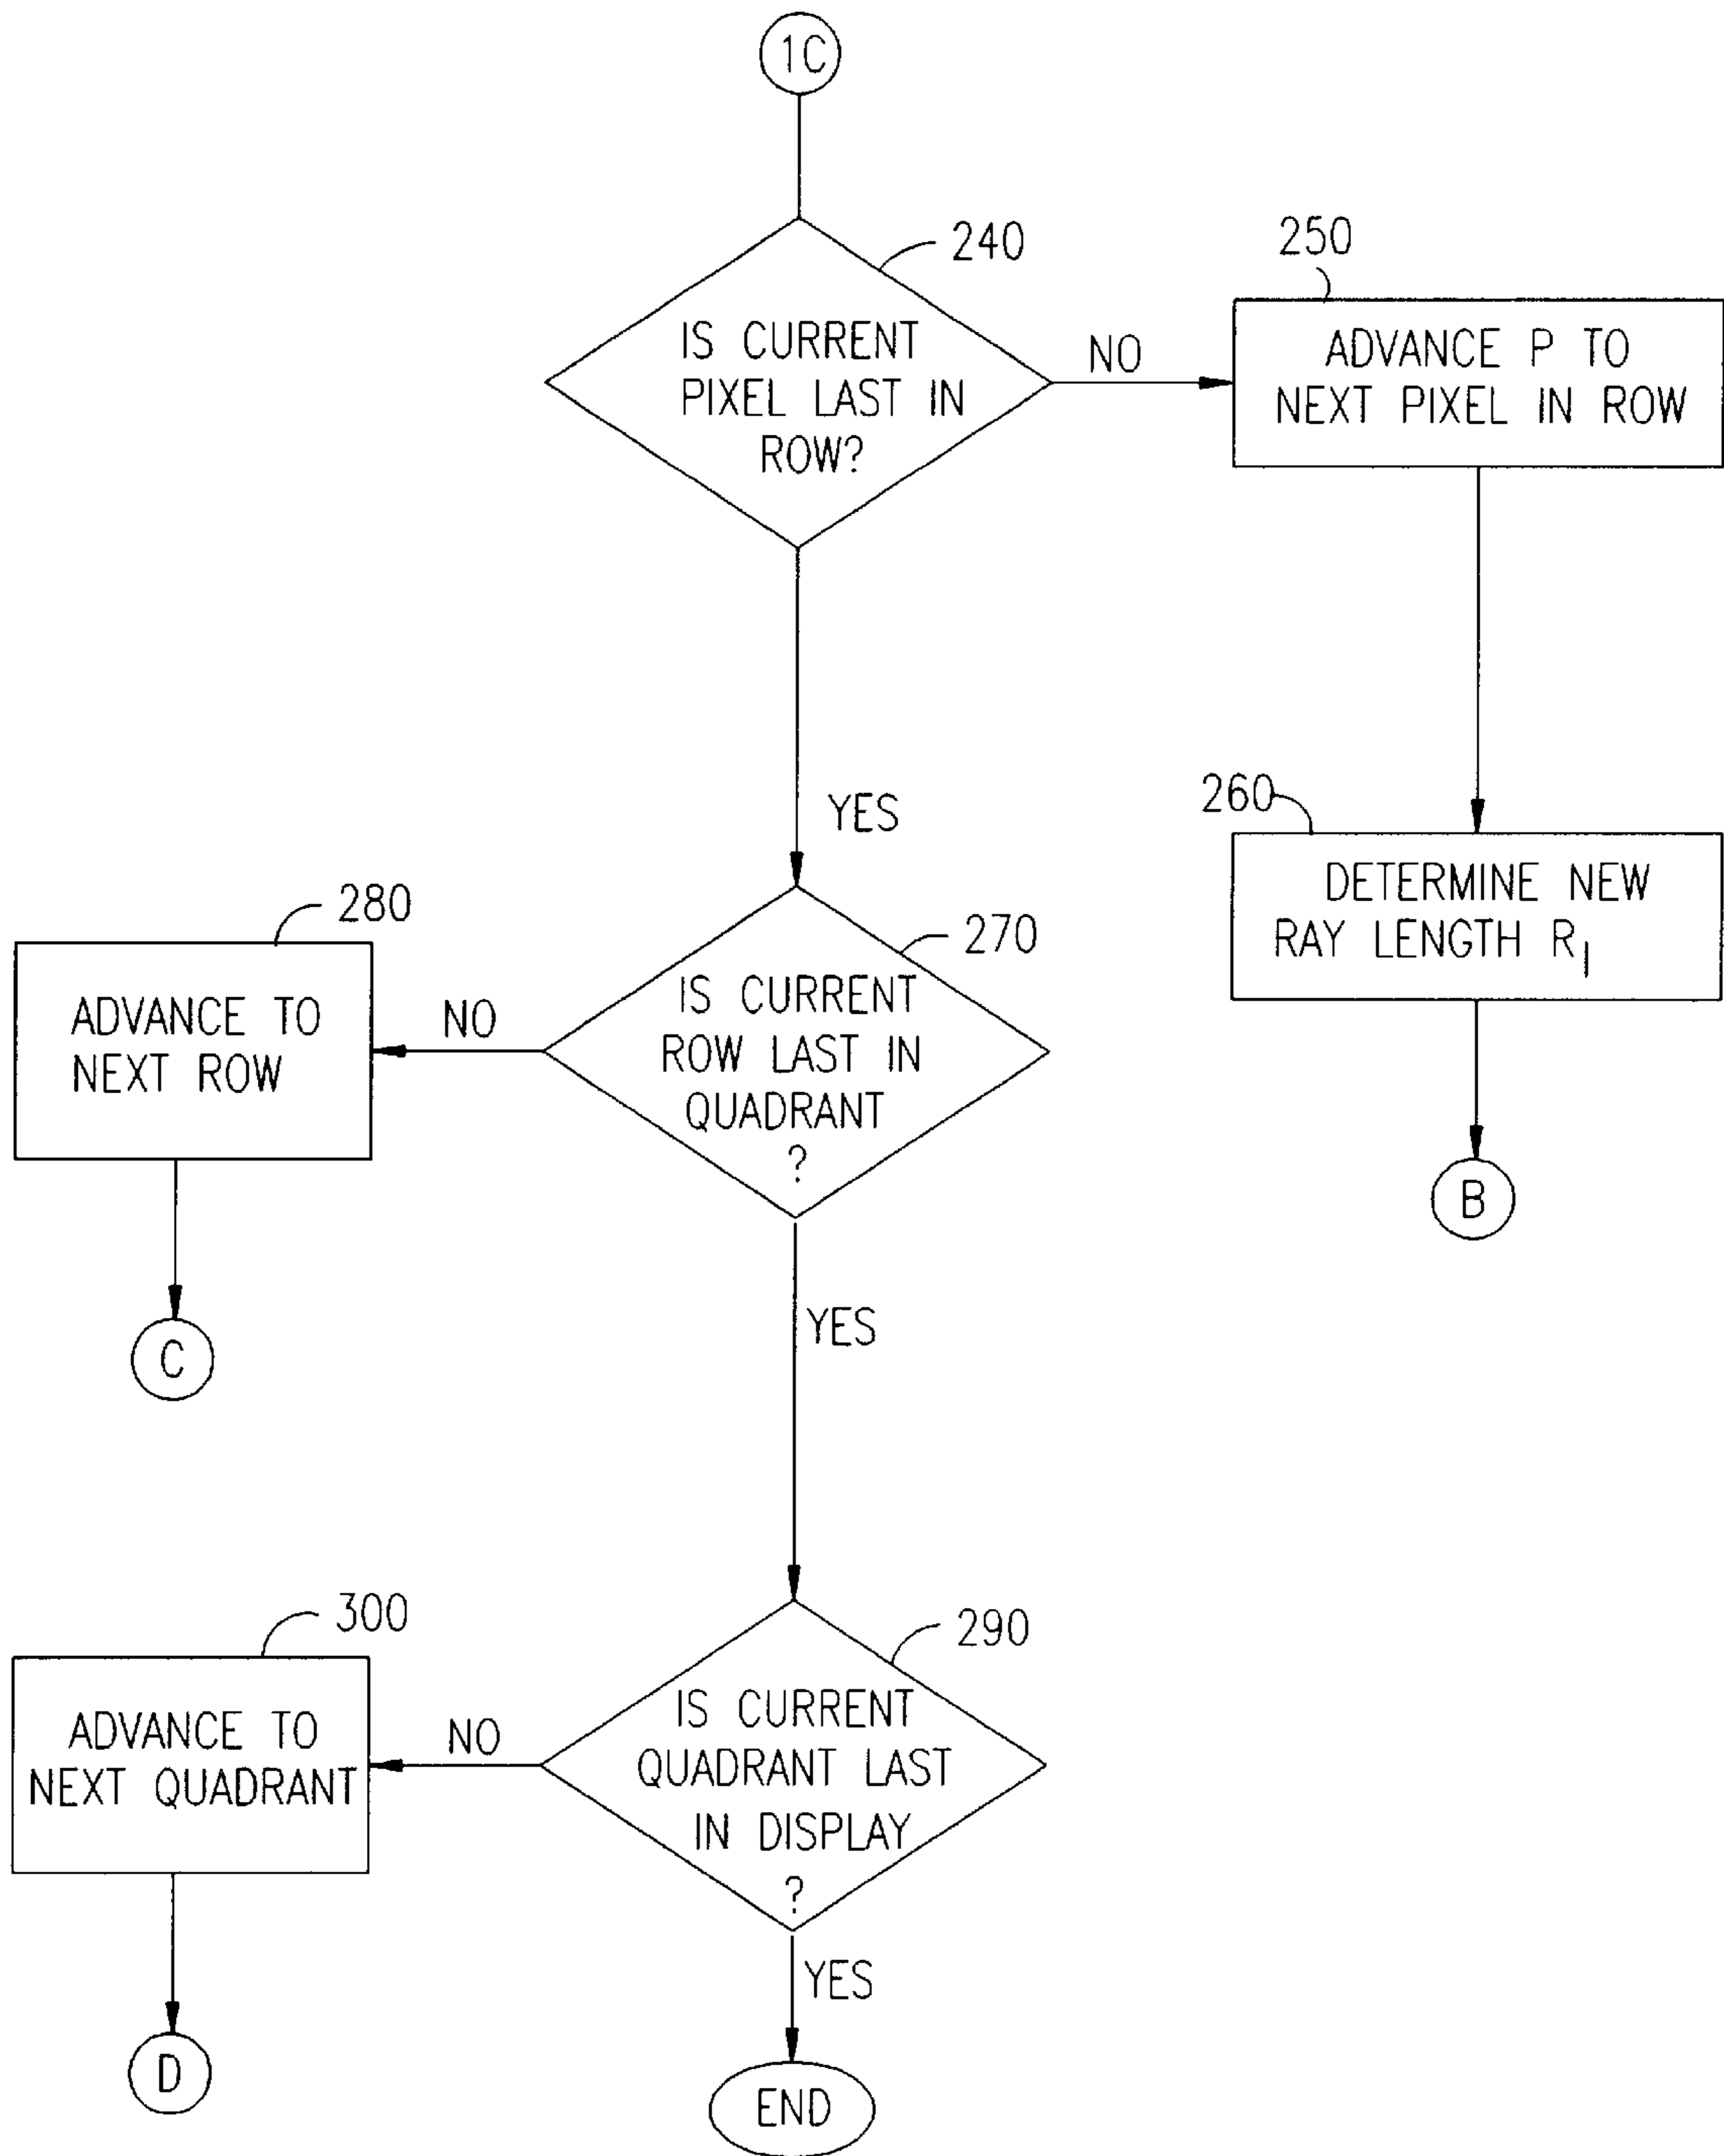 1C
240
IS CURRENT
PIXEL LAST IN
ROW?
NO
250
ADVANCE P TO
NEXT PIXEL IN ROW
YES
260
DETERMINE NEW
RAY LENGTH R₁
B
270
IS CURRENT
ROW LAST IN
QUADRANT
?
NO
280
ADVANCE TO
NEXT ROW
C
YES
290
IS CURRENT
QUADRANT LAST
IN DISPLAY
?
NO
300
ADVANCE TO
NEXT QUADRANT
D
YES
END